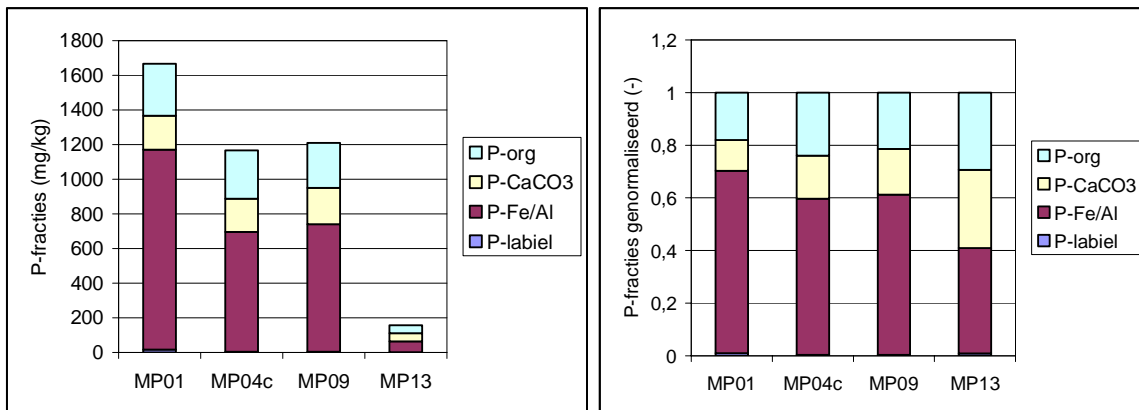 P-fracties (mg/kg)
1800
1600
1400
1200
1000
800
600
400
200
0
MP01 MP04c MP09 MP13
P-org
P-CaCO3
P-Fe/Al
P-labiel
P-fracties genormaliseerd (-)
1,2
1
0,8
0,6
0,4
0,2
0
MP01 MP04c MP09 MP13
P-org
P-CaCO3
P-Fe/Al
P-labiel